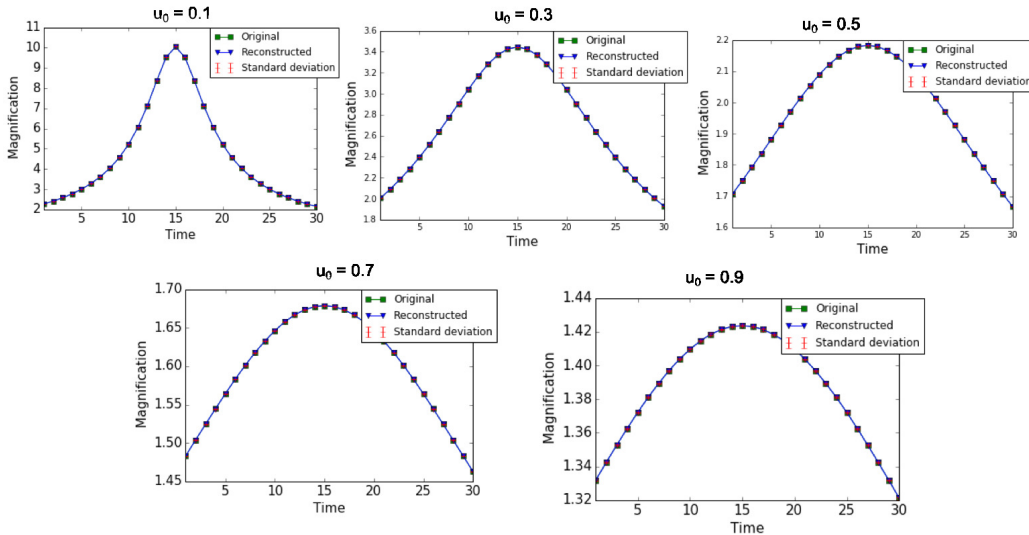 u₀ = 0.1
11
10
9
8
7
6
5
4
3
2
Magnification
5 10 15 20 25 30
Time
Original
Reconstructed
Standard deviation
u₀ = 0.3
3.6
3.4
3.2
3.0
2.8
2.6
2.4
2.2
2.0
1.8
Magnification
5 10 15 20 25 30
Time
Original
Reconstructed
Standard deviation
u₀ = 0.5
2.2
2.1
2.0
1.9
1.8
1.7
1.6
Magnification
5 10 15 20 25 30
Time
Original
Reconstructed
Standard deviation
u₀ = 0.7
1.70
1.65
1.60
1.55
1.50
1.45
Magnification
5 10 15 20 25 30
Time
Original
Reconstructed
Standard deviation
u₀ = 0.9
1.44
1.42
1.40
1.38
1.36
1.34
1.32
Magnification
5 10 15 20 25 30
Time
Original
Reconstructed
Standard deviation